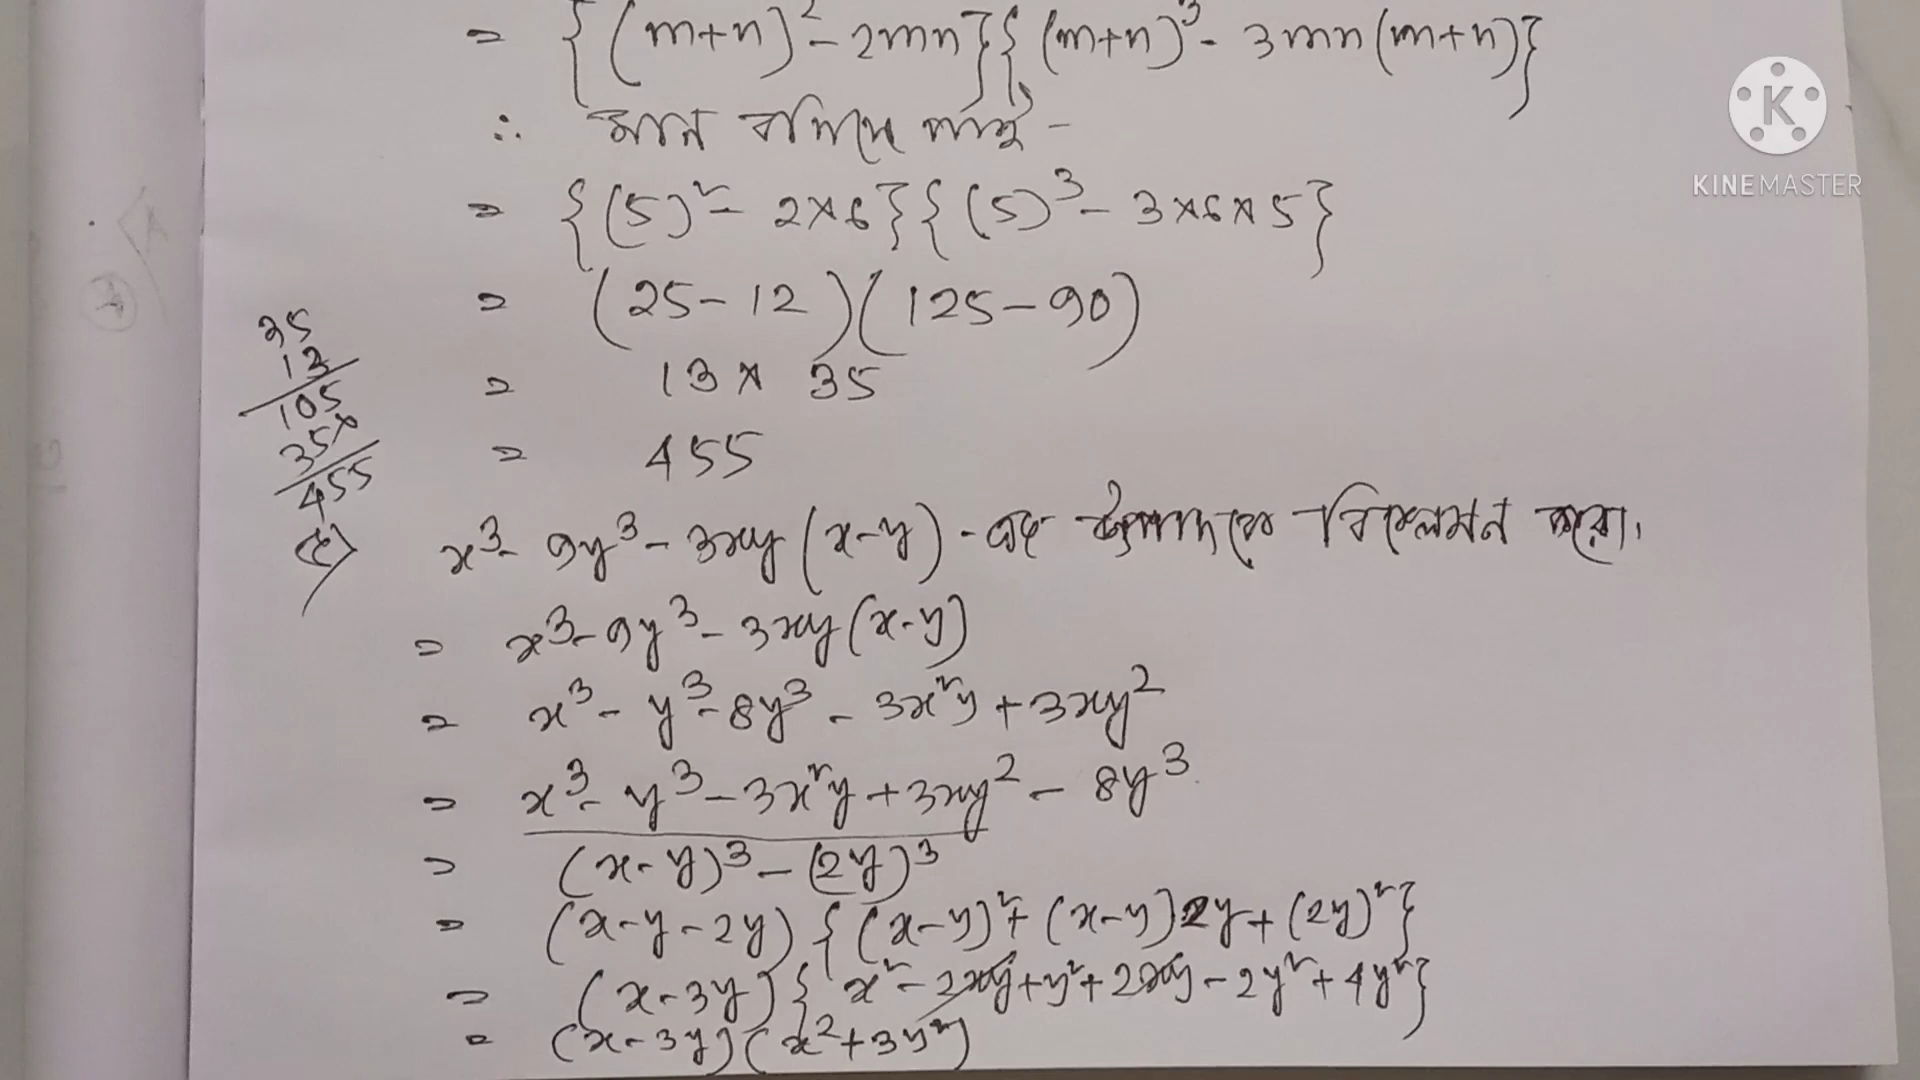 = {(m+n)² - 2mn}{(m+n)³ - 3mn(m+n)}
∴ মান বসিয়ে পাই -
= {(5)² - 2×6}{(5)³ - 3×6×5}
= (25-12)(125-90)
= 13 × 35
= 455
35
13
105
35×
455
x³ - 9y³ - 3xy(x-y) - এর উৎপাদকে বিশ্লেষণ করো।
= x³ - 9y³ - 3xy(x-y)
= x³ - y³ - 8y³ - 3x²y + 3xy²
= x³ - y³ - 3x²y + 3xy² - 8y³
= (x-y)³ - (2y)³
= (x-y-2y){(x-y)² + (x-y)2y + (2y)²}
= (x-3y){x² - 2xy + y² + 2xy - 2y² + 4y²}
= (x-3y)(x²+3y²)
K
KINEMASTER